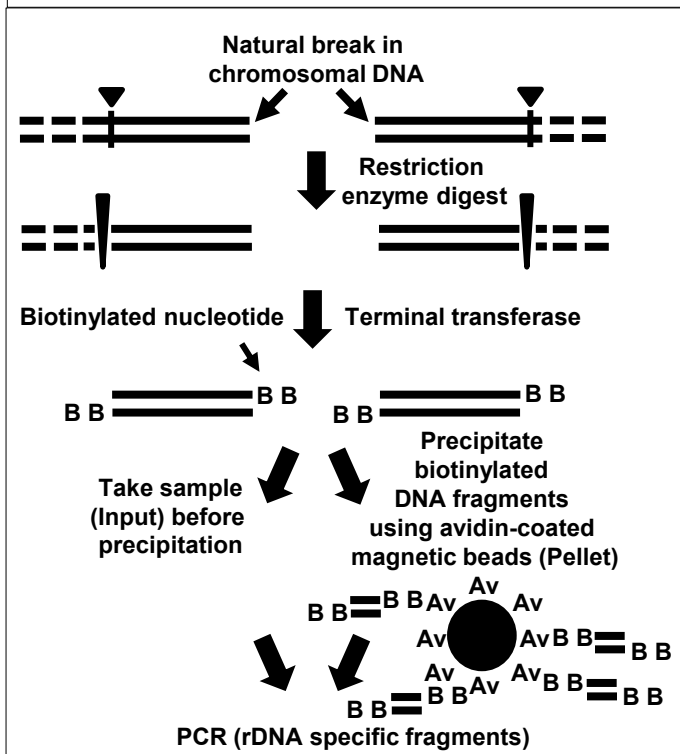 Natural break in
chromosomal DNA
Restriction
enzyme digest
Biotinylated nucleotide
Terminal transferase
B B
B B
B B
B B
Take sample
(Input) before
precipitation
Precipitate
biotinylated
DNA fragments
using avidin-coated
magnetic beads (Pellet)
B B
B B
Av
Av
Av
Av
Av
B B
B B
Av
Av
Av
B B
B B
B B
B B
PCR (rDNA specific fragments)